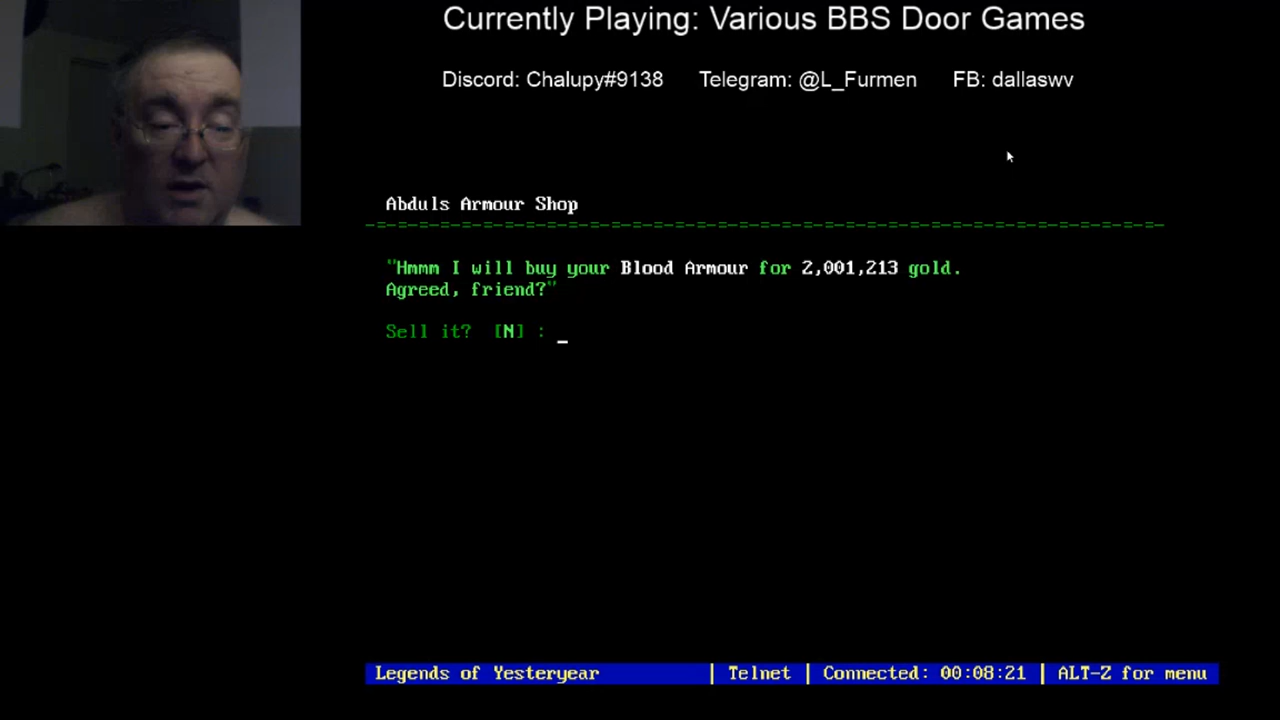 Currently Playing: Various BBS Door Games
Discord: Chalupy#9138 Telegram: @L_Furmen FB: dallaswv
Abduls Armour Shop
-=-=-=-=-=-=-=-=-=-=-=-=-=-=-=-=-=-=-=-=-=-=-=-=-=-=-=-=-=-=-=-=-=-=-=-=-=-
"Hmmm I will buy your Blood Armour for 2,001,213 gold.
Agreed, friend?"
Sell it? [N] : _
Legends of Yesteryear | Telnet | Connected: 00:08:21 | ALT-Z for menu